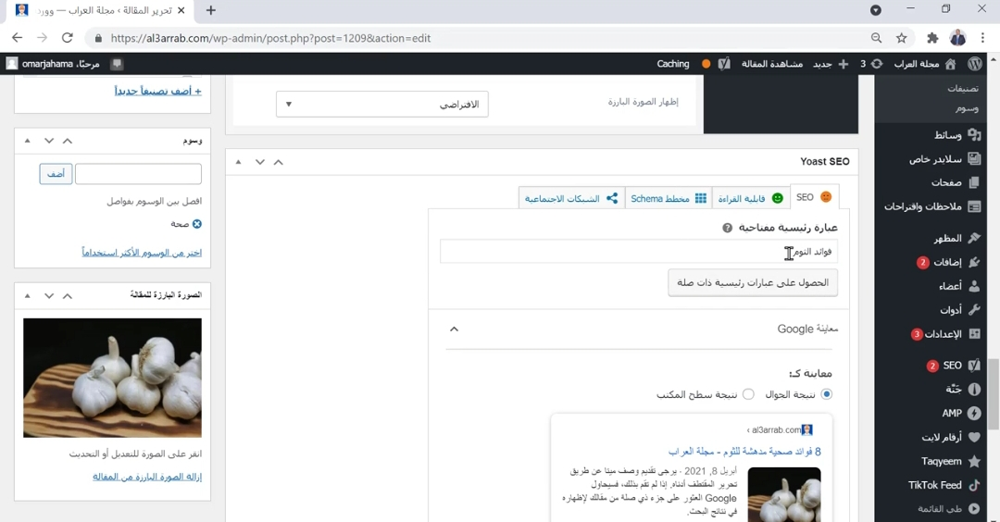 تحرير المقالة ‹ مجلة العراب — وورد
https://al3arrab.com/wp-admin/post.php?post=1209&action=edit
مجلة العراب
3
جديد
مشاهدة المقالة
Caching
مرحبًا، omarjahama
تصنيفات
وسوم
وسائط
سلايدر خاص
صفحات
ملاحظات واقتراحات
المظهر
إضافات 2
أعضاء
أدوات
الإعدادات 3
SEO 2
جَنَّة
AMP
أرقام لايت
Taqyeem
TikTok Feed
طي القائمة
إظهار الصورة البارزة
الافتراضي
Yoast SEO
SEO
قابلية القراءة
مخطط Schema
الشبكات الاجتماعية
عبارة رئيسية مفتاحية
فوائد الثوم
الحصول على عبارات رئيسية ذات صلة
معاينة Google
معاينة كـ:
نتيجة الجوال
نتيجة سطح المكتب
al3arrab.com ‹
8 فوائد صحية مدهشة للثوم - مجلة العراب
أبريل 8, 2021 · يرجى تقديم وصف ميتا عن طريق
تحرير المقتطف أدناه. إذا لم تقم بذلك، فسيحاول
Google العثور على جزء ذي صلة من مقالك لإظهاره
في نتائج البحث.
+ أضف تصنيفاً جديداً
وسوم
أضف
افصل بين الوسوم بفواصل
صحة
اختر من الوسوم الأكثر استخداماً
الصورة البارزة للمقالة
انقر على الصورة للتعديل أو التحديث
إزالة الصورة البارزة من المقالة